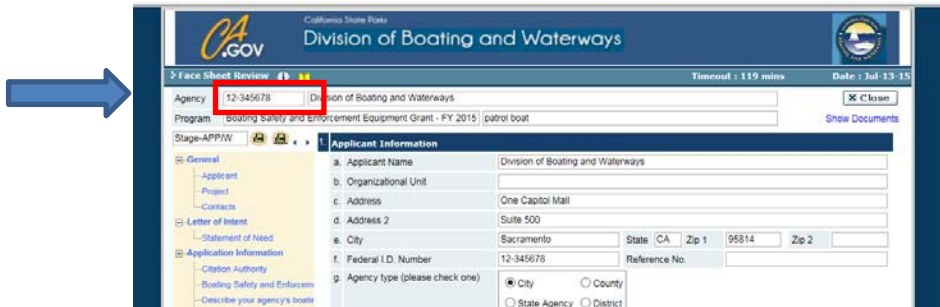 California State Parks
CA
.GOV
Division of Boating and Waterways
Face Sheet Review
Timeout : 119 mins
Date : Jul-13-15
Agency 12-345678 Division of Boating and Waterways
Close
Program Boating Safety and Enforcement Equipment Grant - FY 2015 patrol boat
Show Documents
Stage-APP/W
1. Applicant Information
General
Applicant
Project
Contacts
Letter of Intent
Statement of Need
Application Information
Citation Authority
Boating Safety and Enforcem
Describe your agency's boatin
a. Applicant Name Division of Boating and Waterways
b. Organizational Unit
c. Address One Capitol Mall
d. Address 2 Suite 500
e. City Sacramento State CA Zip 1 95814 Zip 2
f. Federal I.D. Number 12-345678 Reference No.
g. Agency type (please check one) City County
State Agency District